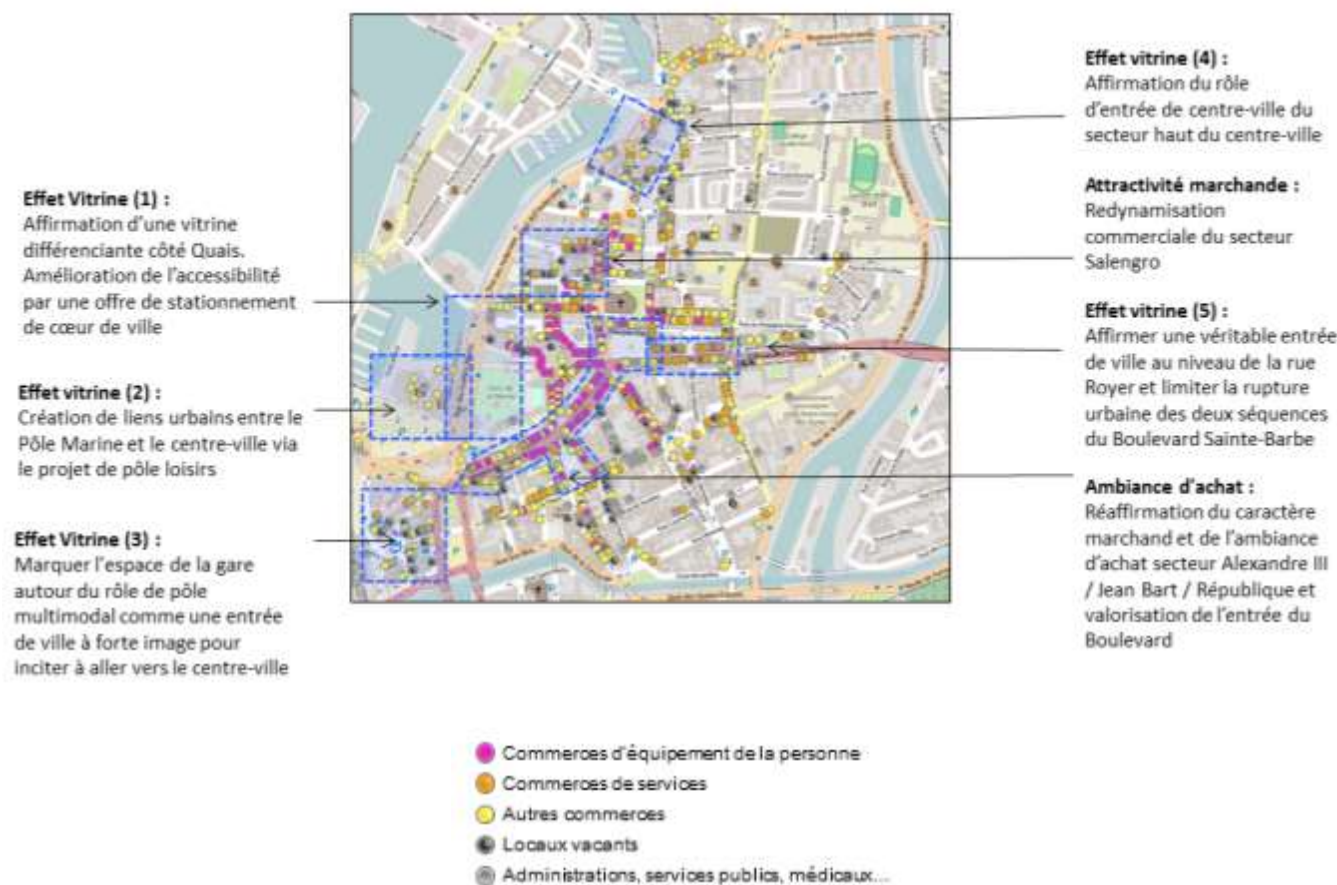 Effet Vitrine (1) :
Affirmation d'une vitrine
différenciante côté Quais.
Amélioration de l'accessibilité
par une offre de stationnement
de cœur de ville
Effet vitrine (2) :
Création de liens urbains entre le
Pôle Marine et le centre-ville via
le projet de pôle loisirs
Effet Vitrine (3) :
Marquer l'espace de la gare
autour du rôle de pôle
multimodal comme une entrée
de ville à forte image pour
inciter à aller vers le centre-ville
Effet vitrine (4) :
Affirmation du rôle
d'entrée de centre-ville du
secteur haut du centre-ville
Attractivité marchande :
Redynamisation
commerciale du secteur
Salengro
Effet vitrine (5) :
Affirmer une véritable entrée
de ville au niveau de la rue
Royer et limiter la rupture
urbaine des deux séquences
du Boulevard Sainte-Barbe
Ambiance d'achat :
Réaffirmation du caractère
marchand et de l'ambiance
d'achat secteur Alexandre III
/ Jean Bart / République et
valorisation de l'entrée du
Boulevard
Commerces d'équipement de la personne
Commerces de services
Autres commerces
Locaux vacants
Administrations, services publics, médicaux...